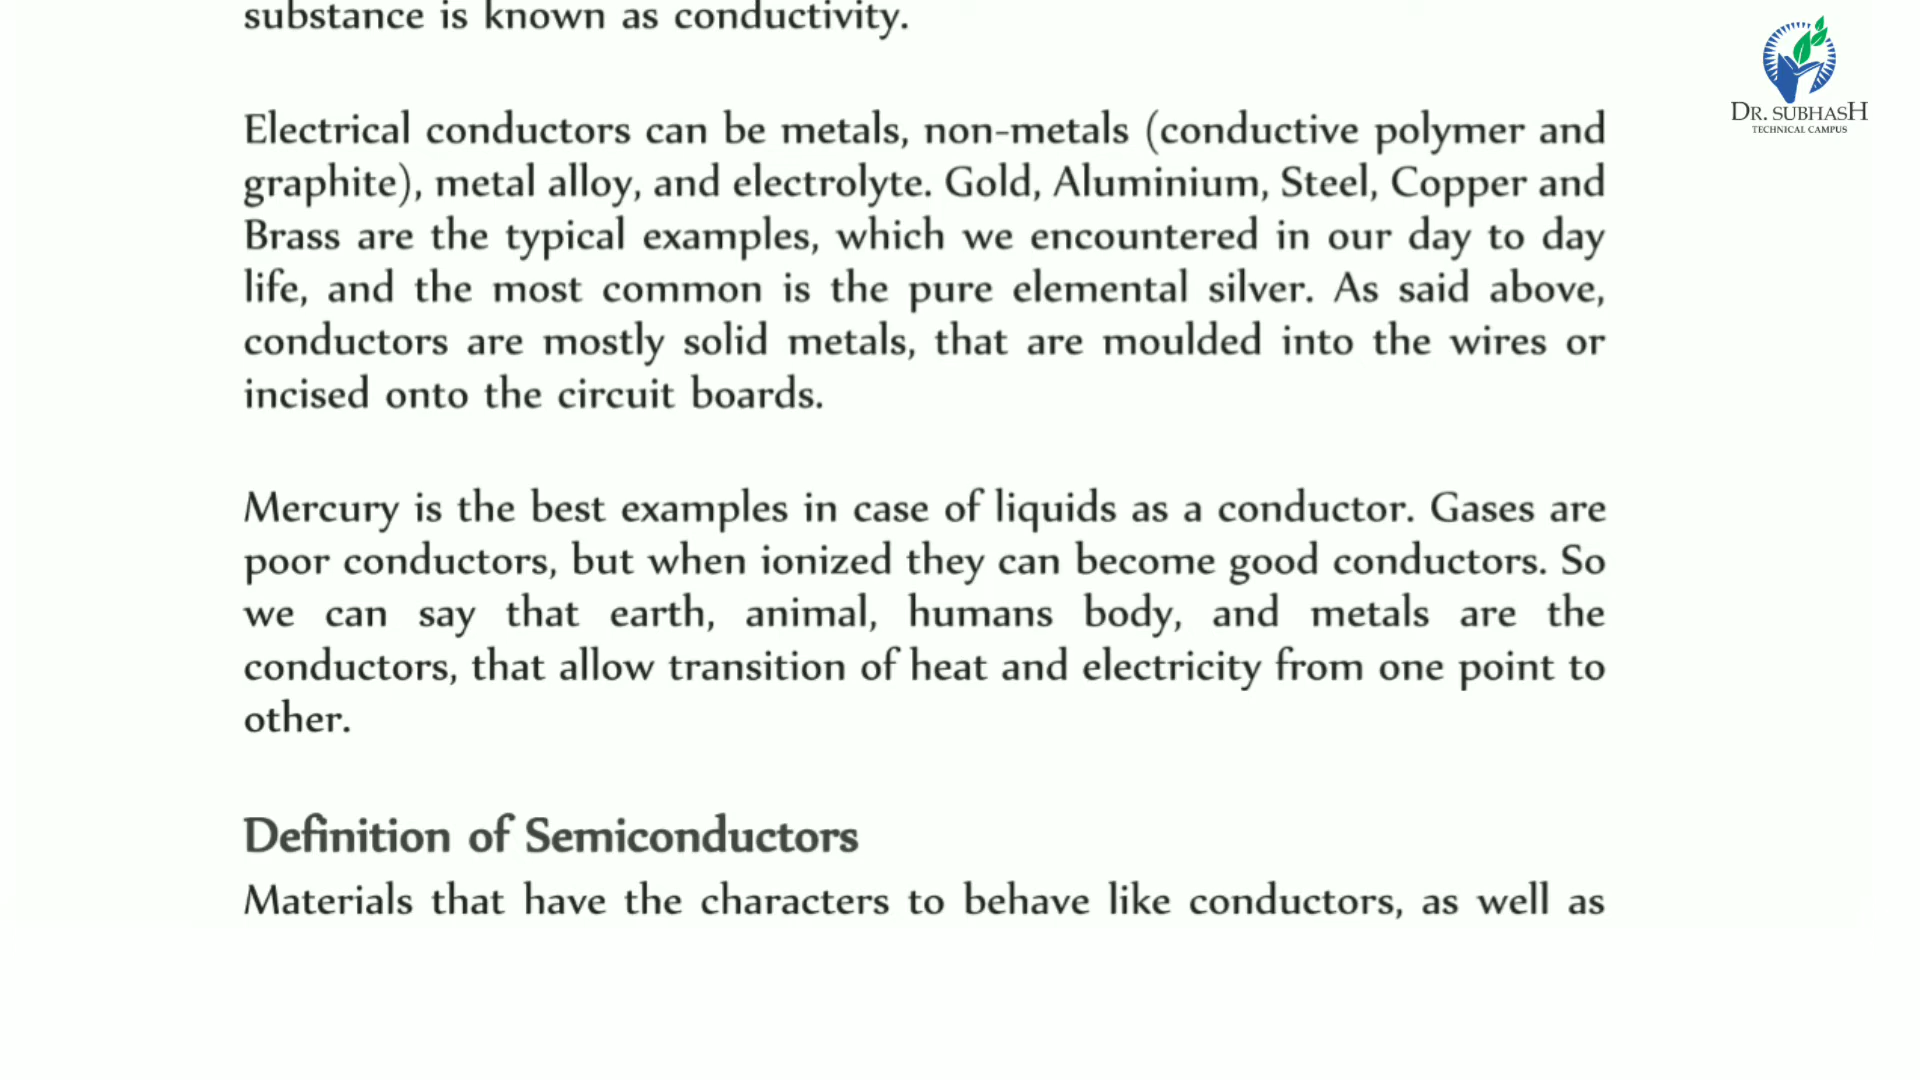 substance is known as conductivity.
DR. SUBHASH
TECHNICAL CAMPUS
Electrical conductors can be metals, non-metals (conductive polymer and
graphite), metal alloy, and electrolyte. Gold, Aluminium, Steel, Copper and
Brass are the typical examples, which we encountered in our day to day
life, and the most common is the pure elemental silver. As said above,
conductors are mostly solid metals, that are moulded into the wires or
incised onto the circuit boards.
Mercury is the best examples in case of liquids as a conductor. Gases are
poor conductors, but when ionized they can become good conductors. So
we can say that earth, animal, humans body, and metals are the
conductors, that allow transition of heat and electricity from one point to
other.
Definition of Semiconductors
Materials that have the characters to behave like conductors, as well as